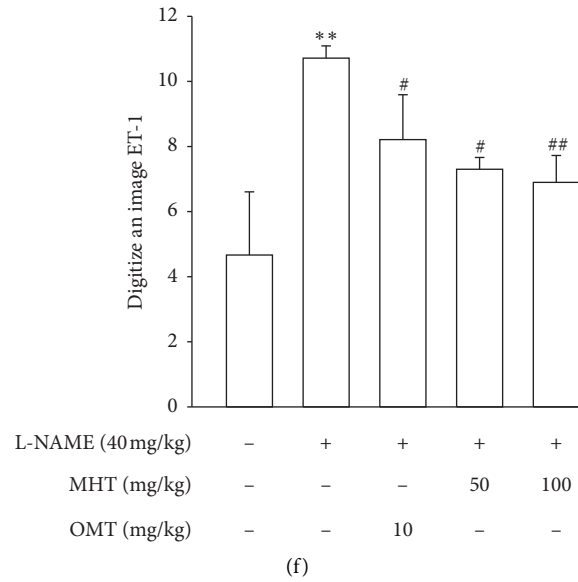 12
**
10
#
8
#
##
6
4
2
0
Digitize an image ET-1
L-NAME (40 mg/kg) – + + + +
MHT (mg/kg) – – – 50 100
OMT (mg/kg) – – 10 – –
(f)